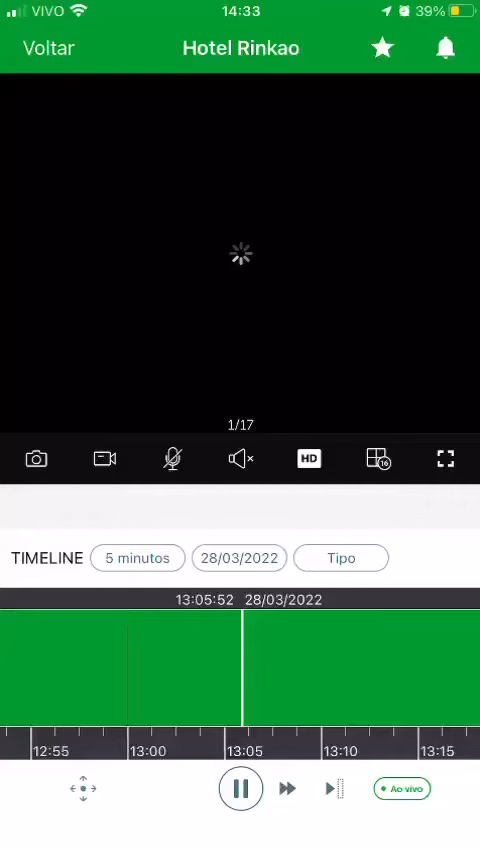 VIVO 14:33 39%
Voltar Hotel Rinkao
1/17
HD 16
TIMELINE 5 minutos 28/03/2022 Tipo
13:05:52 28/03/2022
12:55 13:00 13:05 13:10 13:15
Ao vivo